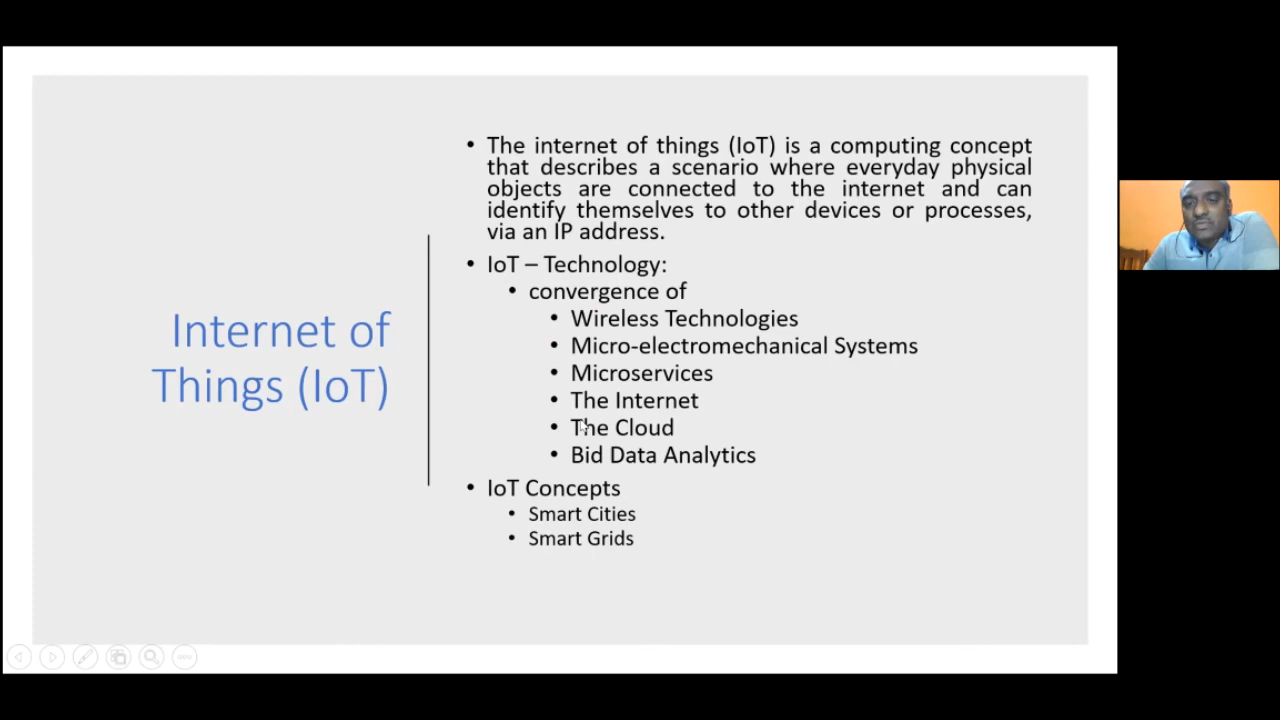 Internet of
Things (IoT)
• The internet of things (IoT) is a computing concept
that describes a scenario where everyday physical
objects are connected to the internet and can
identify themselves to other devices or processes,
via an IP address.
• IoT – Technology:
• convergence of
• Wireless Technologies
• Micro-electromechanical Systems
• Microservices
• The Internet
• The Cloud
• Bid Data Analytics
• IoT Concepts
• Smart Cities
• Smart Grids